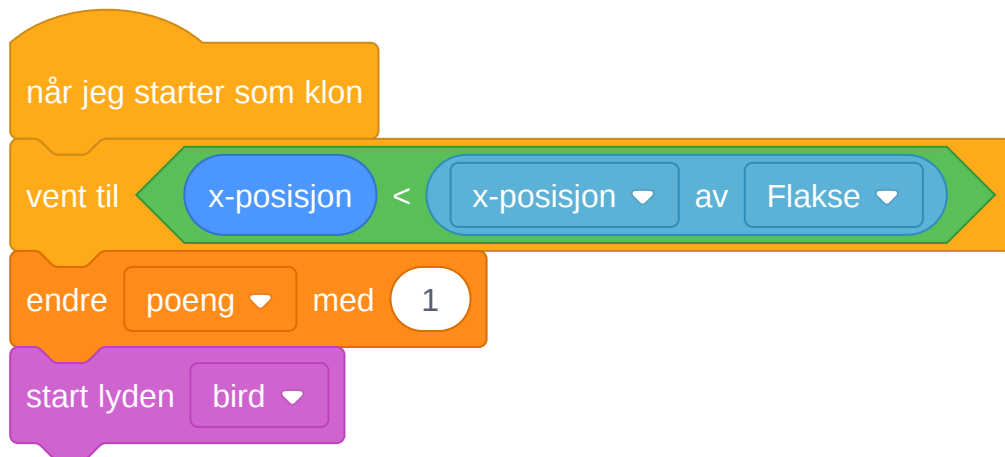 når jeg starter som klon
vent til x-posisjon < x-posisjon av Flakse
endre poeng med 1
start lyden bird